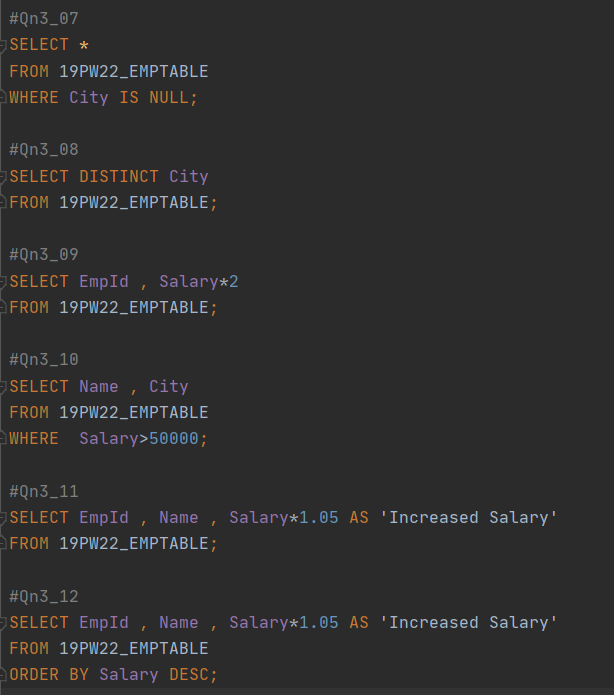 #Qn3_07
SELECT *
FROM 19PW22_EMPTABLE
WHERE City IS NULL;
#Qn3_08
SELECT DISTINCT City
FROM 19PW22_EMPTABLE;
#Qn3_09
SELECT EmpId , Salary*2
FROM 19PW22_EMPTABLE;
#Qn3_10
SELECT Name , City
FROM 19PW22_EMPTABLE
WHERE  Salary>50000;
#Qn3_11
SELECT EmpId , Name , Salary*1.05 AS 'Increased Salary'
FROM 19PW22_EMPTABLE;
#Qn3_12
SELECT EmpId , Name , Salary*1.05 AS 'Increased Salary'
FROM 19PW22_EMPTABLE
ORDER BY Salary DESC;